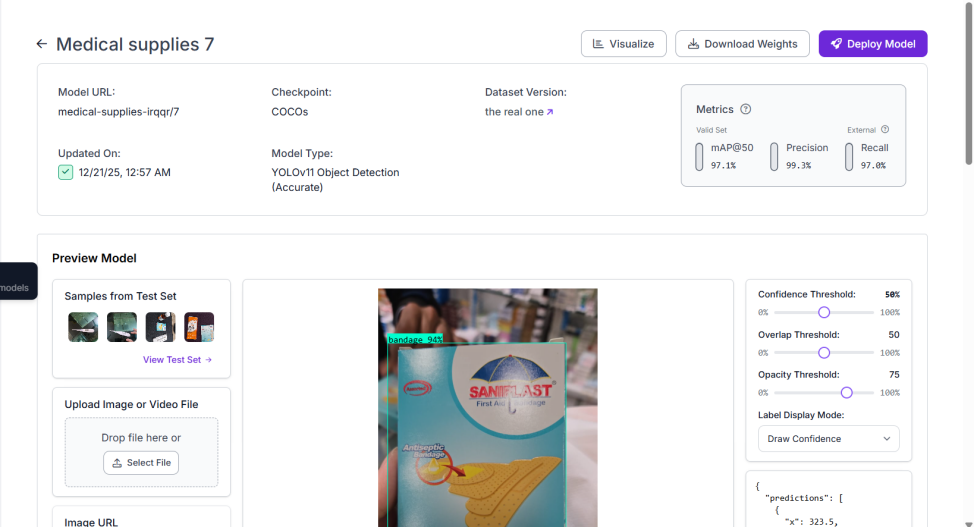 Medical supplies 7
Visualize
Download Weights
Deploy Model
Model URL:
medical-supplies-irqqr/7
Checkpoint:
COCOs
Dataset Version:
the real one
Updated On:
12/21/25, 12:57 AM
Model Type:
YOLOv11 Object Detection
(Accurate)
Metrics
Valid Set
External
mAP@50
97.1%
Precision
99.3%
Recall
97.0%
models
Preview Model
Samples from Test Set
View Test Set
Upload Image or Video File
Drop file here or
Select File
Image URL
bandage 94%
SANIPLAST
First Aid Bandage
Antiseptic
Bandage
Confidence Threshold: 50%
0% 100%
Overlap Threshold: 50
0% 100%
Opacity Threshold: 75
0% 100%
Label Display Mode:
Draw Confidence
{
"predictions": [
{
"x": 323.5,